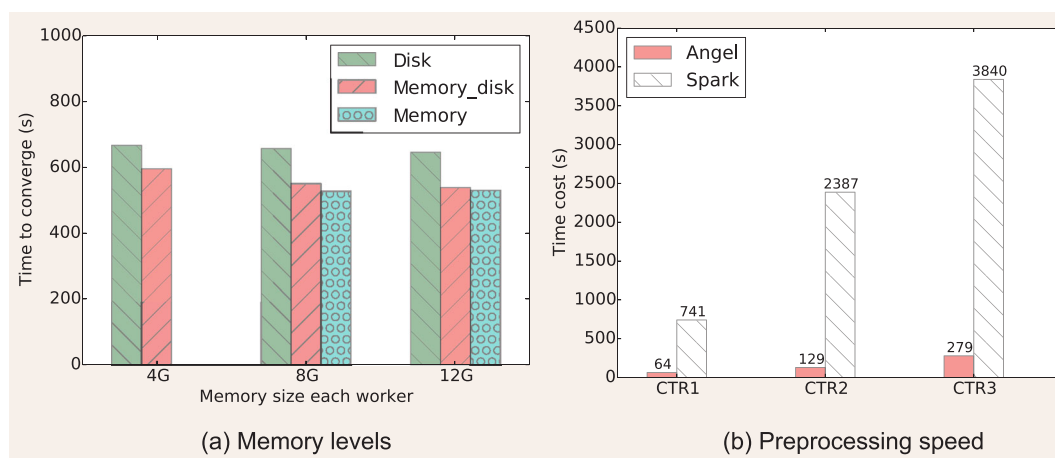 1000
800
600
400
200
0
Time to converge (s)
Disk
Memory_disk
Memory
4G
8G
12G
Memory size each worker
(a) Memory levels
4500
4000
3500
3000
2500
2000
1500
1000
500
0
Time cost (s)
Angel
Spark
64
741
129
2387
279
3840
CTR1
CTR2
CTR3
(b) Preprocessing speed